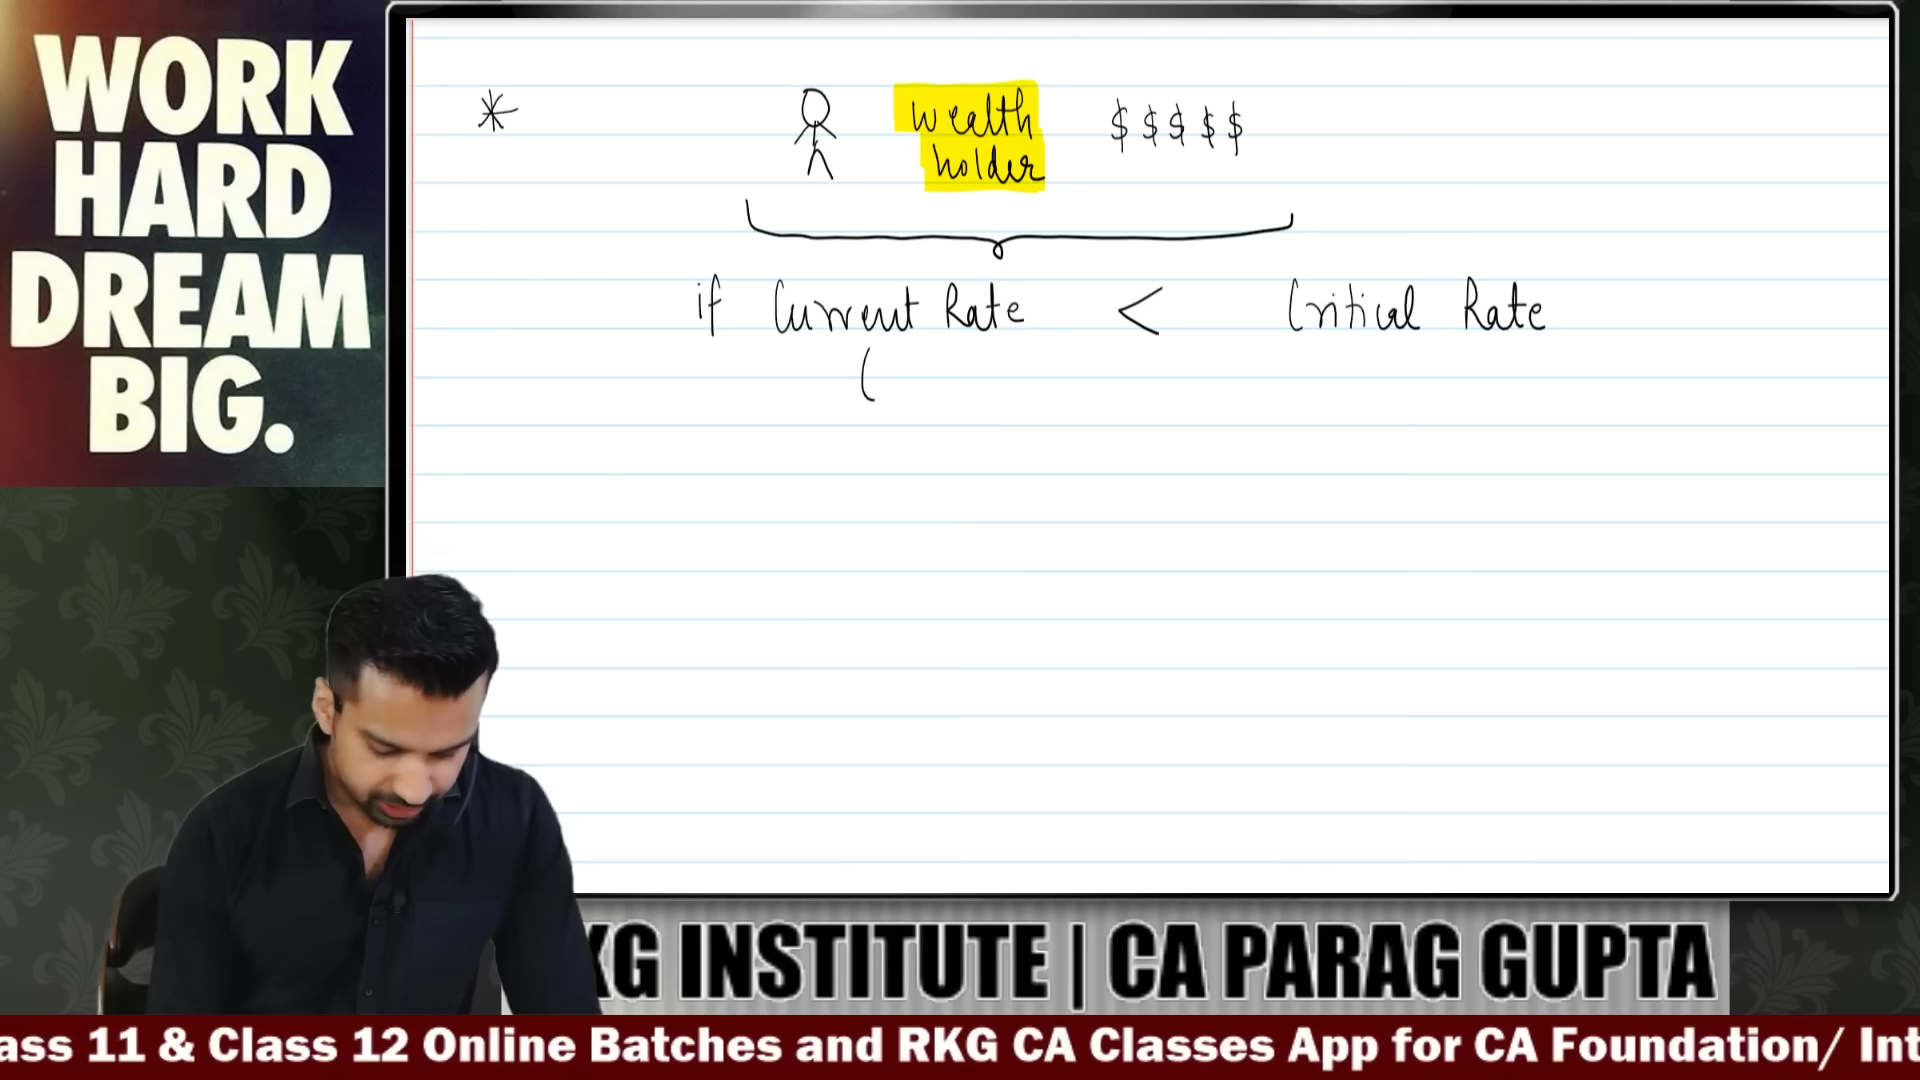 WORK
HARD
DREAM
BIG.
* wealth $ $ $ $ $
holder
if Current Rate < Critical Rate
(
KG INSTITUTE | CA PARAG GUPTA
ass 11 & Class 12 Online Batches and RKG CA Classes App for CA Foundation/ Int